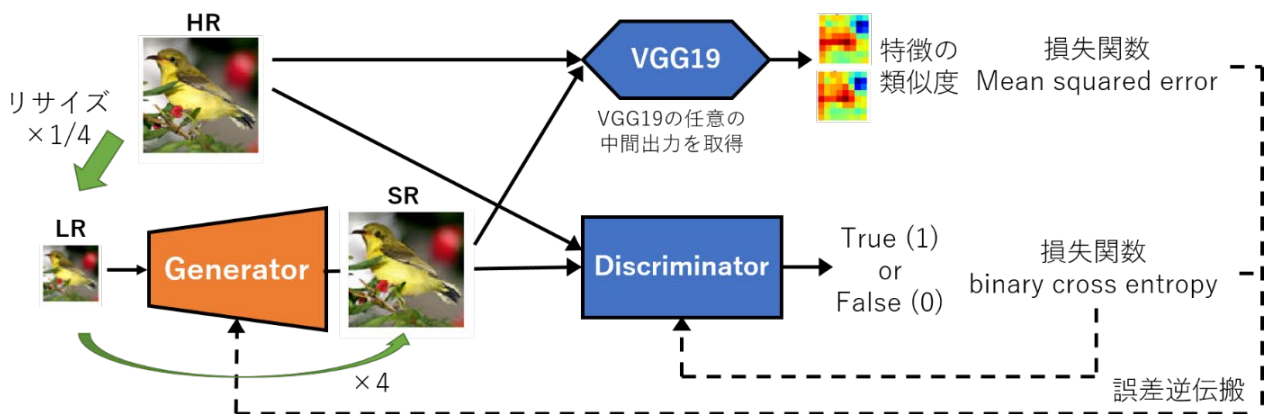 HR
リサイズ
×1/4
LR
Generator
SR
×4
VGG19
VGG19の任意の
中間出力を取得
特徴の
類似度
損失関数
Mean squared error
Discriminator
True (1)
or
False (0)
損失関数
binary cross entropy
誤差逆伝搬